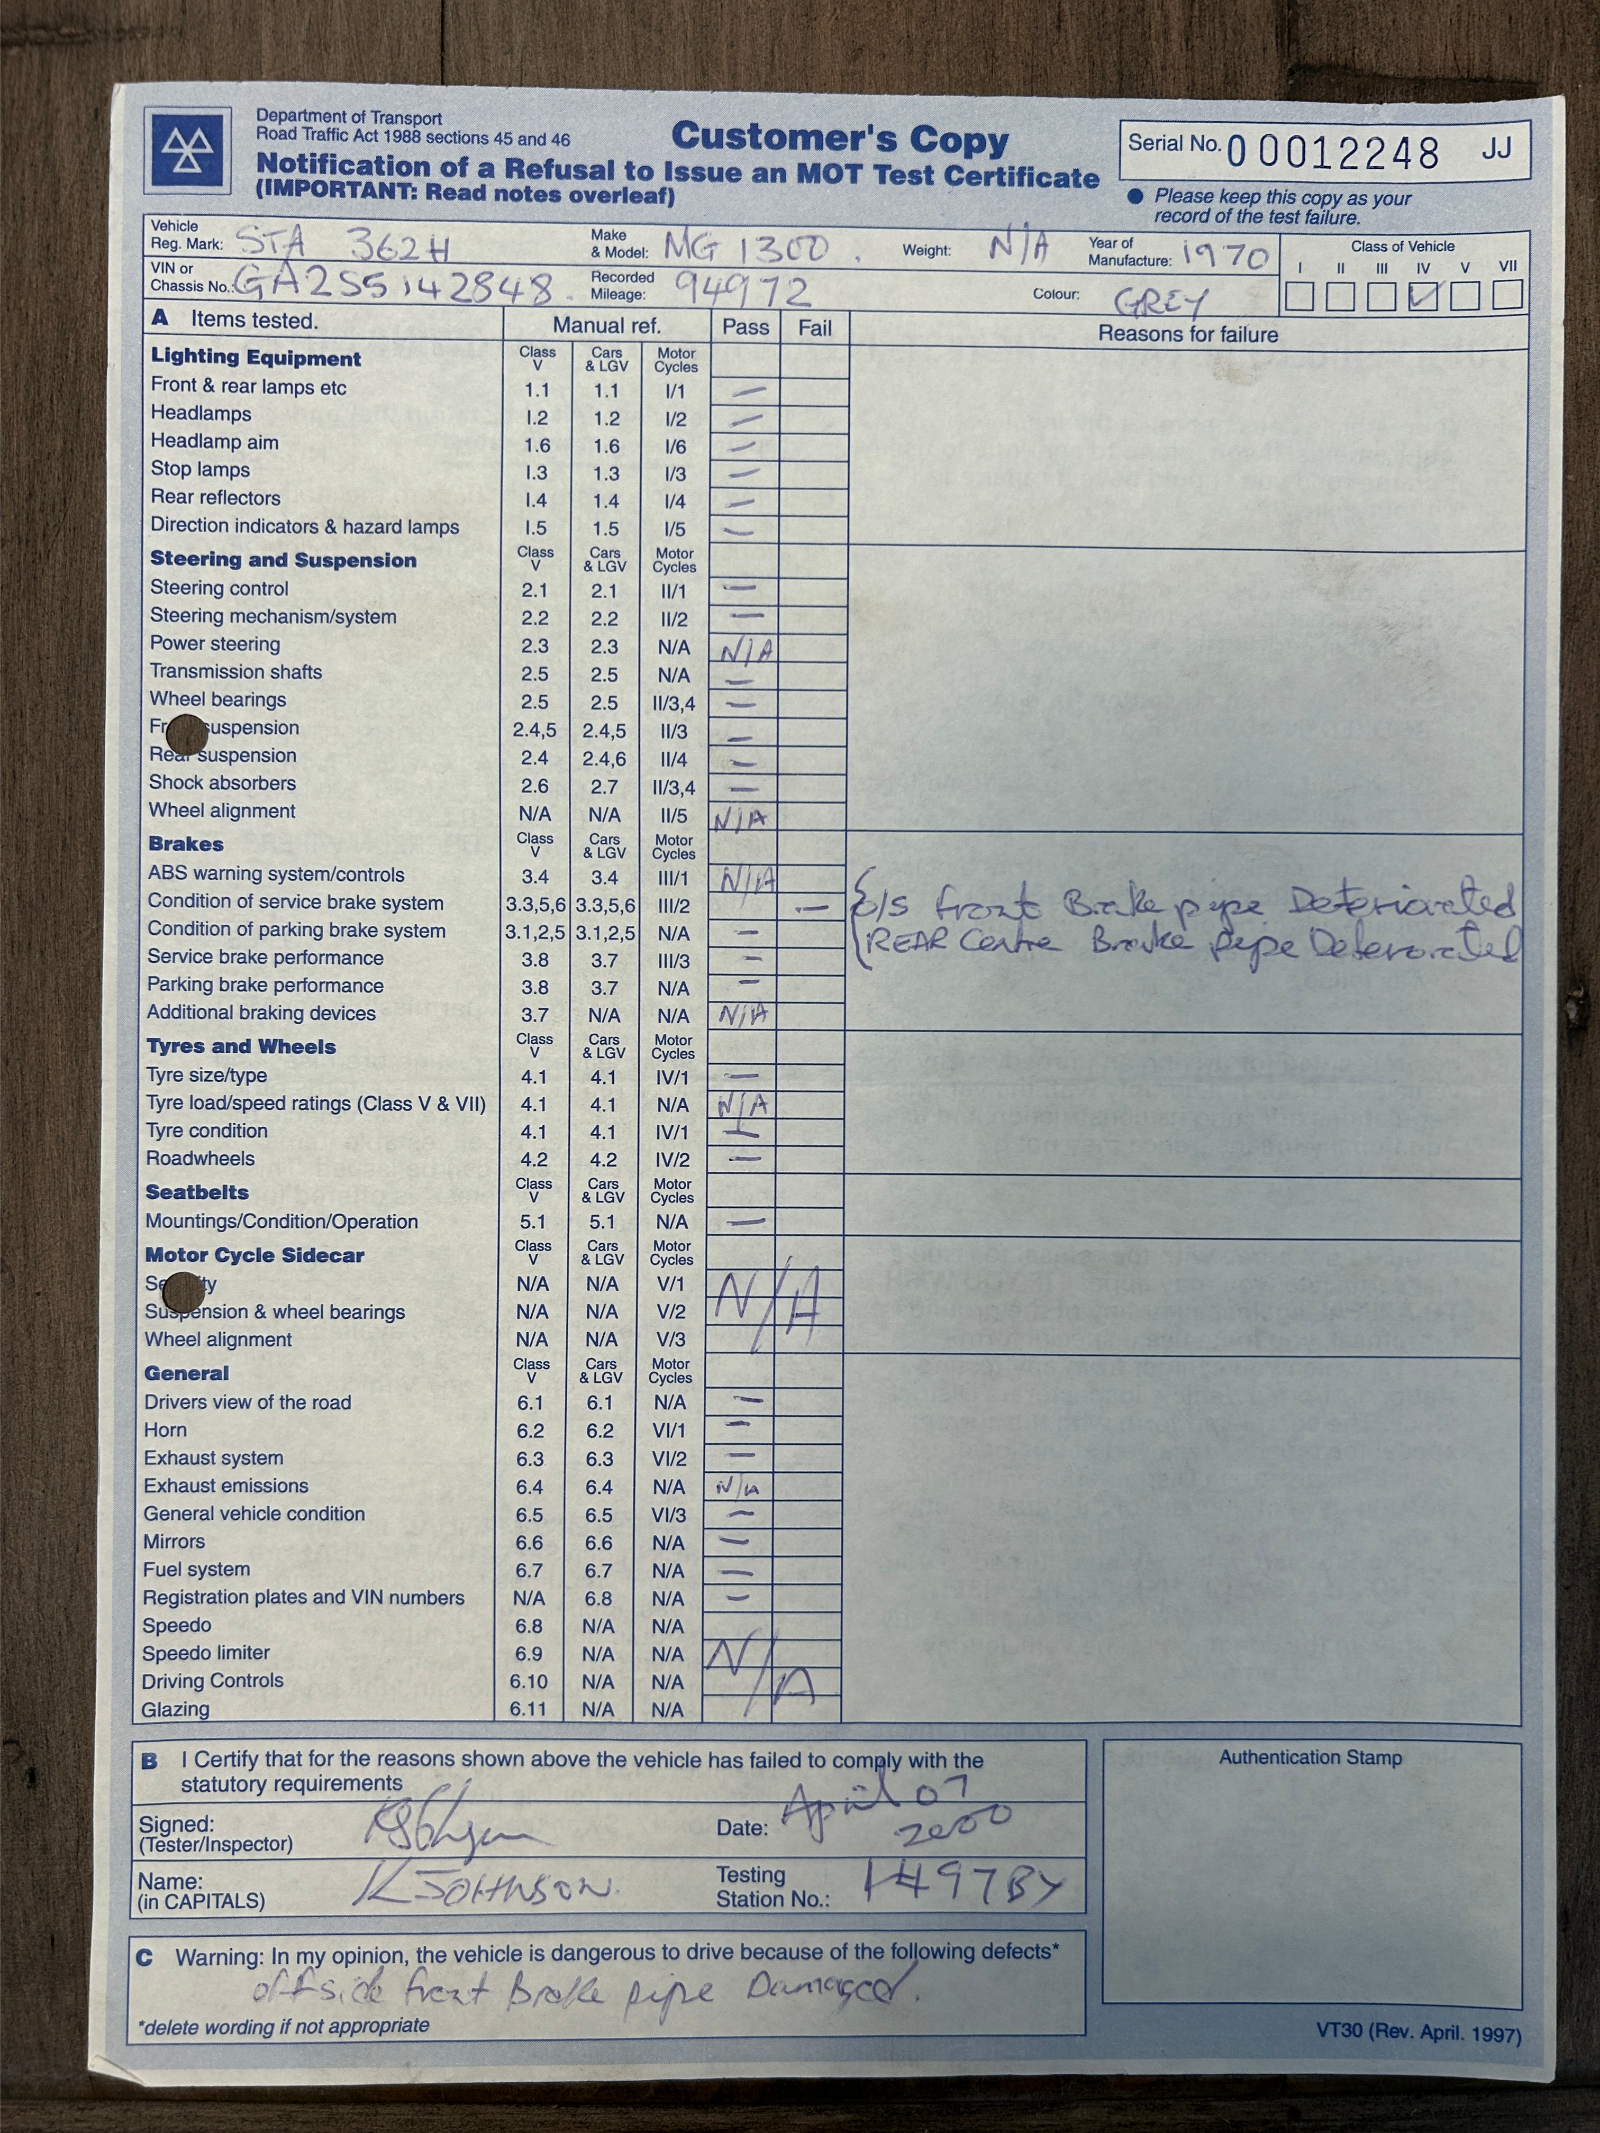 Department of Transport
Road Traffic Act 1988 sections 45 and 46
Customer's Copy
Notification of a Refusal to Issue an MOT Test Certificate
(IMPORTANT: Read notes overleaf)
Serial No. 00012248 JJ
● Please keep this copy as your
record of the test failure.
Vehicle Reg. Mark: STA 362H Make & Model: MG 1300. Weight: N/A Year of Manufacture: 1970 Class of Vehicle
I II III IV V VII
VIN or Chassis No.: GA2S5142848. Recorded Mileage: 94972 Colour: GREY
A Items tested. Manual ref. Pass Fail Reasons for failure
Lighting Equipment Class V Cars & LGV Motor Cycles
Front & rear lamps etc 1.1 1.1 I/1 –
Headlamps I.2 1.2 I/2 –
Headlamp aim 1.6 1.6 I/6 –
Stop lamps I.3 1.3 I/3 –
Rear reflectors I.4 1.4 I/4 –
Direction indicators & hazard lamps I.5 1.5 I/5 –
Steering and Suspension Class V Cars & LGV Motor Cycles
Steering control 2.1 2.1 II/1 –
Steering mechanism/system 2.2 2.2 II/2 –
Power steering 2.3 2.3 N/A N/A
Transmission shafts 2.5 2.5 N/A –
Wheel bearings 2.5 2.5 II/3,4 –
Fr suspension 2.4,5 2.4,5 II/3 –
Rear suspension 2.4 2.4,6 II/4 –
Shock absorbers 2.6 2.7 II/3,4 –
Wheel alignment N/A N/A II/5 N/A
Brakes Class V Cars & LGV Motor Cycles
ABS warning system/controls 3.4 3.4 III/1 N/A
Condition of service brake system 3.3,5,6 3.3,5,6 III/2 – O/S front Brake pipe Deteriorated
Condition of parking brake system 3.1,2,5 3.1,2,5 N/A – REAR Centre Brake pipe Deteriorated
Service brake performance 3.8 3.7 III/3 –
Parking brake performance 3.8 3.7 N/A –
Additional braking devices 3.7 N/A N/A N/A
Tyres and Wheels Class V Cars & LGV Motor Cycles
Tyre size/type 4.1 4.1 IV/1 –
Tyre load/speed ratings (Class V & VII) 4.1 4.1 N/A N/A
Tyre condition 4.1 4.1 IV/1 –
Roadwheels 4.2 4.2 IV/2 –
Seatbelts Class V Cars & LGV Motor Cycles
Mountings/Condition/Operation 5.1 5.1 N/A –
Motor Cycle Sidecar Class V Cars & LGV Motor Cycles
Se ty N/A N/A V/1 N/A
Suspension & wheel bearings N/A N/A V/2
Wheel alignment N/A N/A V/3
General Class V Cars & LGV Motor Cycles
Drivers view of the road 6.1 6.1 N/A –
Horn 6.2 6.2 VI/1 –
Exhaust system 6.3 6.3 VI/2 –
Exhaust emissions 6.4 6.4 N/A N/A
General vehicle condition 6.5 6.5 VI/3 –
Mirrors 6.6 6.6 N/A –
Fuel system 6.7 6.7 N/A –
Registration plates and VIN numbers N/A 6.8 N/A –
Speedo 6.8 N/A N/A
Speedo limiter 6.9 N/A N/A N/A
Driving Controls 6.10 N/A N/A
Glazing 6.11 N/A N/A
B I Certify that for the reasons shown above the vehicle has failed to comply with the
statutory requirements
Signed: (Tester/Inspector) Date: April 07 2000
Name: (in CAPITALS) K JOHNSON. Testing Station No.: 1497BY
Authentication Stamp
C Warning: In my opinion, the vehicle is dangerous to drive because of the following defects*
offside front Brake pipe Damaged.
*delete wording if not appropriate
VT30 (Rev. April. 1997)